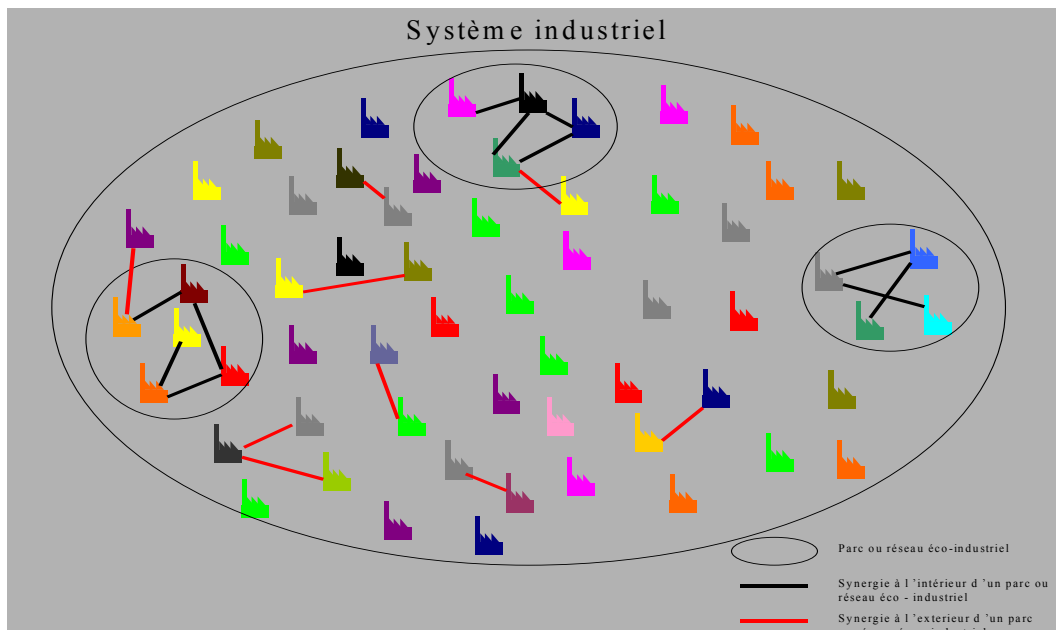 Système industriel
Parc ou réseau éco-industriel
Synergie à l'intérieur d'un parc ou
réseau éco - industriel
Synergie à l'exterieur d'un parc